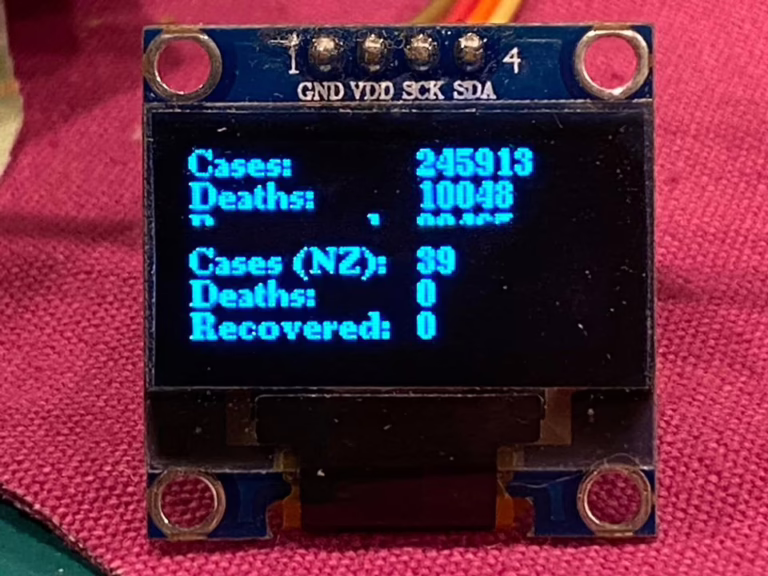 1 4
GND VDD SCK SDA
Cases: 245913
Deaths: 10048
Cases (NZ): 39
Deaths: 0
Recovered: 0